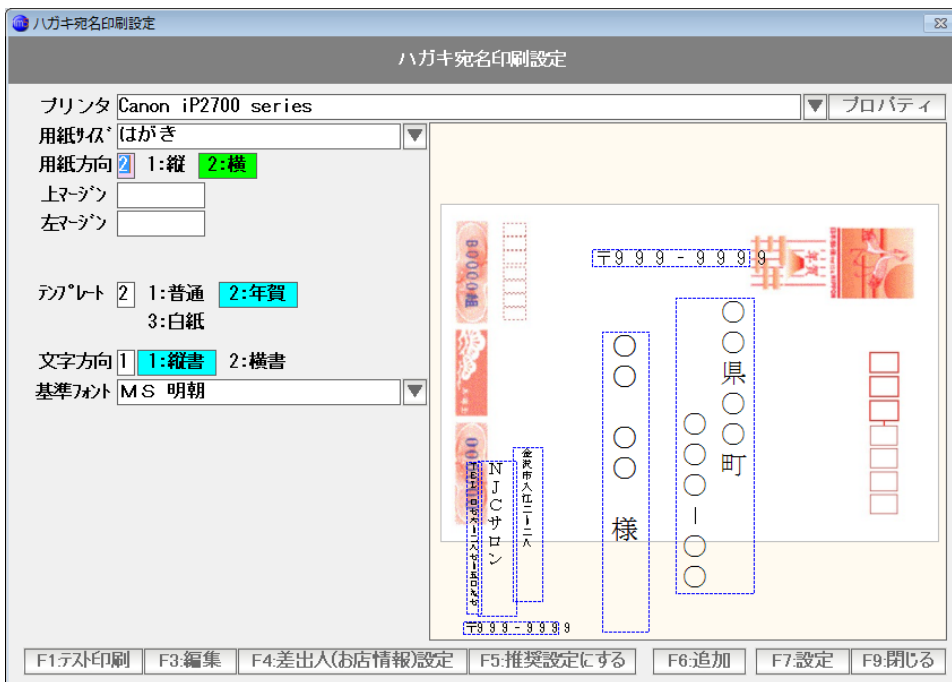 ハガキ宛名印刷設定
ハガキ宛名印刷設定
プリンタ Canon iP2700 series プロパティ
用紙サイズ はがき
用紙方向 2 1:縦 2:横
上マージン
左マージン
テンプレート 2 1:普通 2:年賀
3:白紙
文字方向 1 1:縦書 2:横書
基準フォント MS 明朝
〒999-9999
○○県○○町
○○○-○○
○○ ○○ 様
金沢市入江二ー二八
NJCサロン
〒999-9999
B0000組
F1:テスト印刷 F3:編集 F4:差出人(お店情報)設定 F5:推奨設定にする F6:追加 F7:設定 F9:閉じる